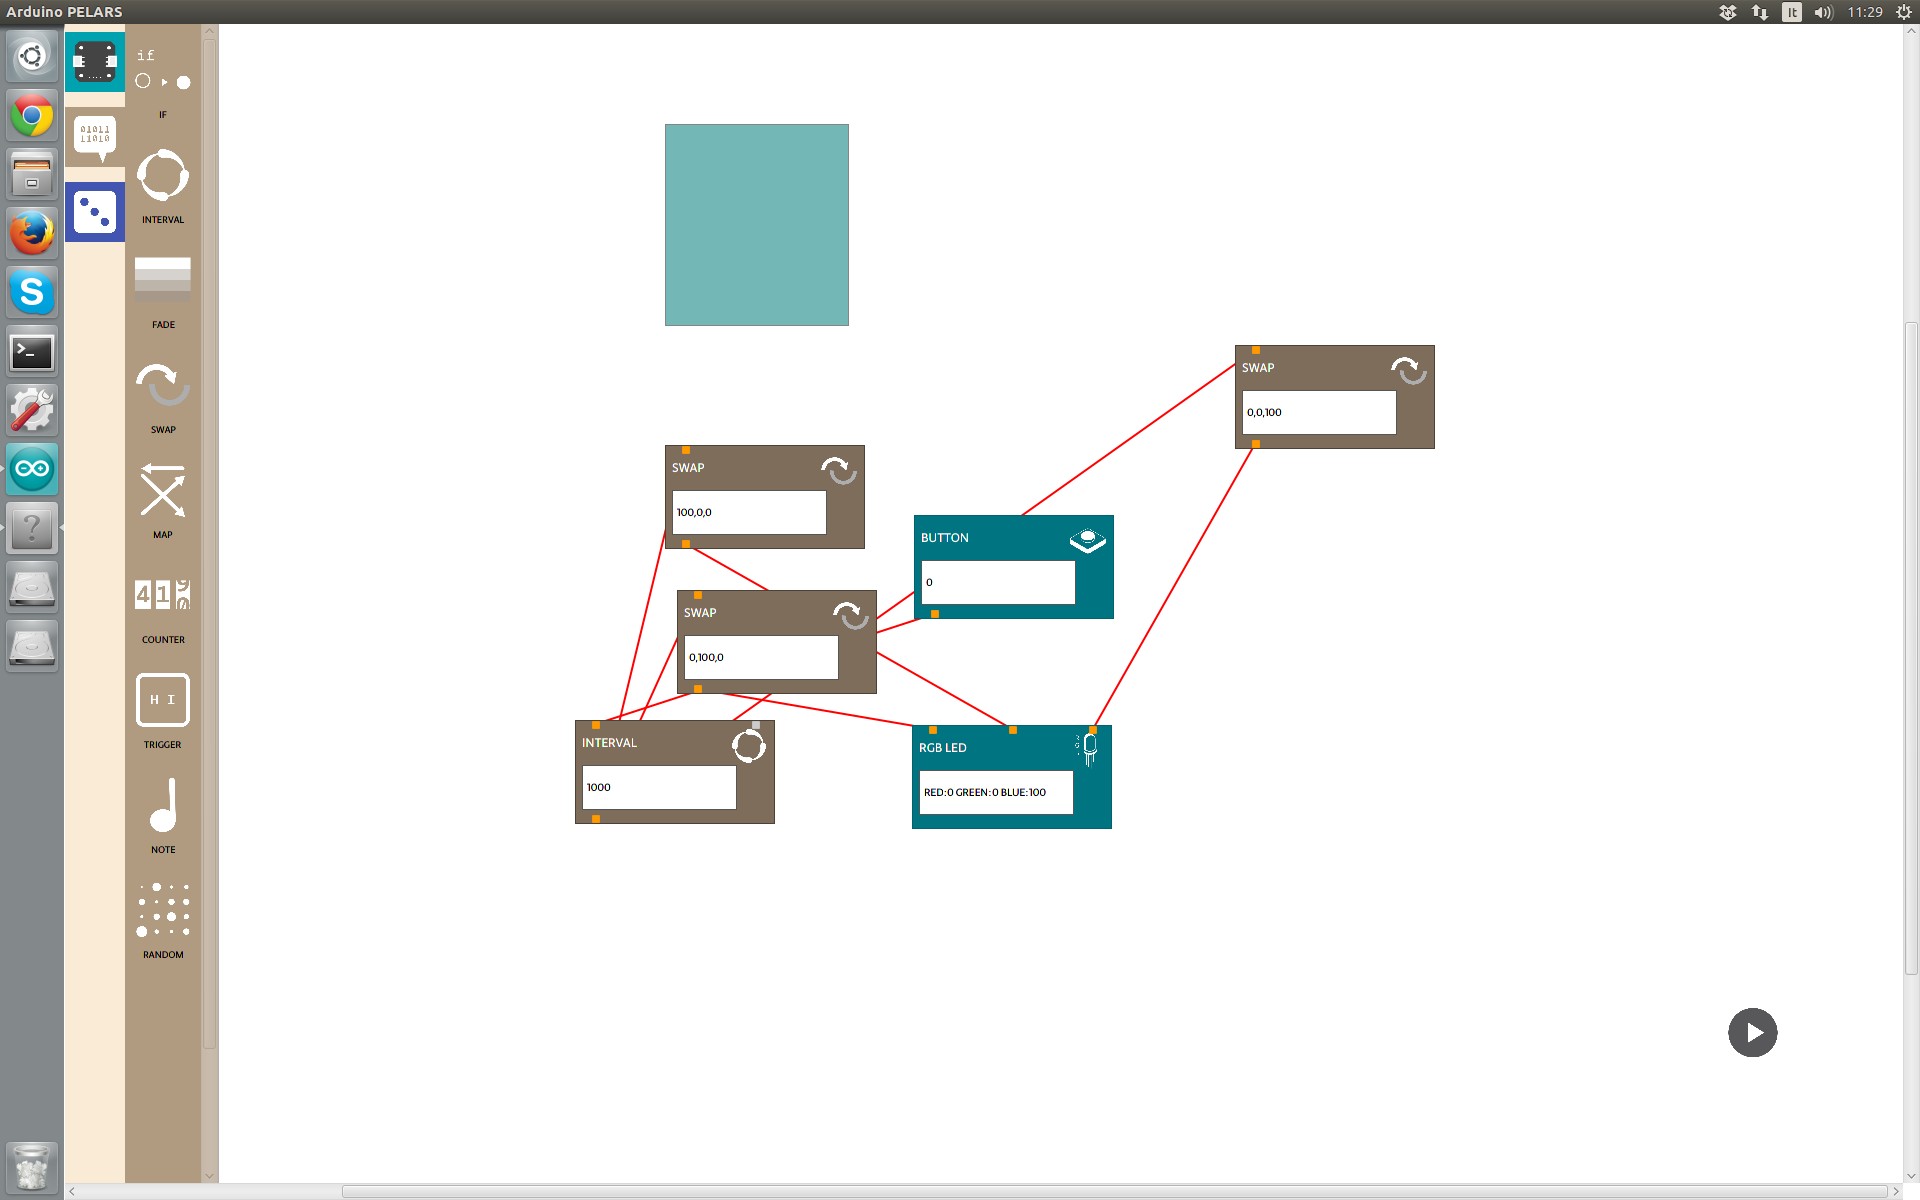 Arduino PELARS
It
11:29
if
IF
01011
11010
INTERVAL
FADE
SWAP
MAP
41
COUNTER
HI
TRIGGER
NOTE
RANDOM
SWAP
0,0,100
SWAP
100,0,0
BUTTON
0
SWAP
0,100,0
INTERVAL
1000
RGB LED
RED:0 GREEN:0 BLUE:100